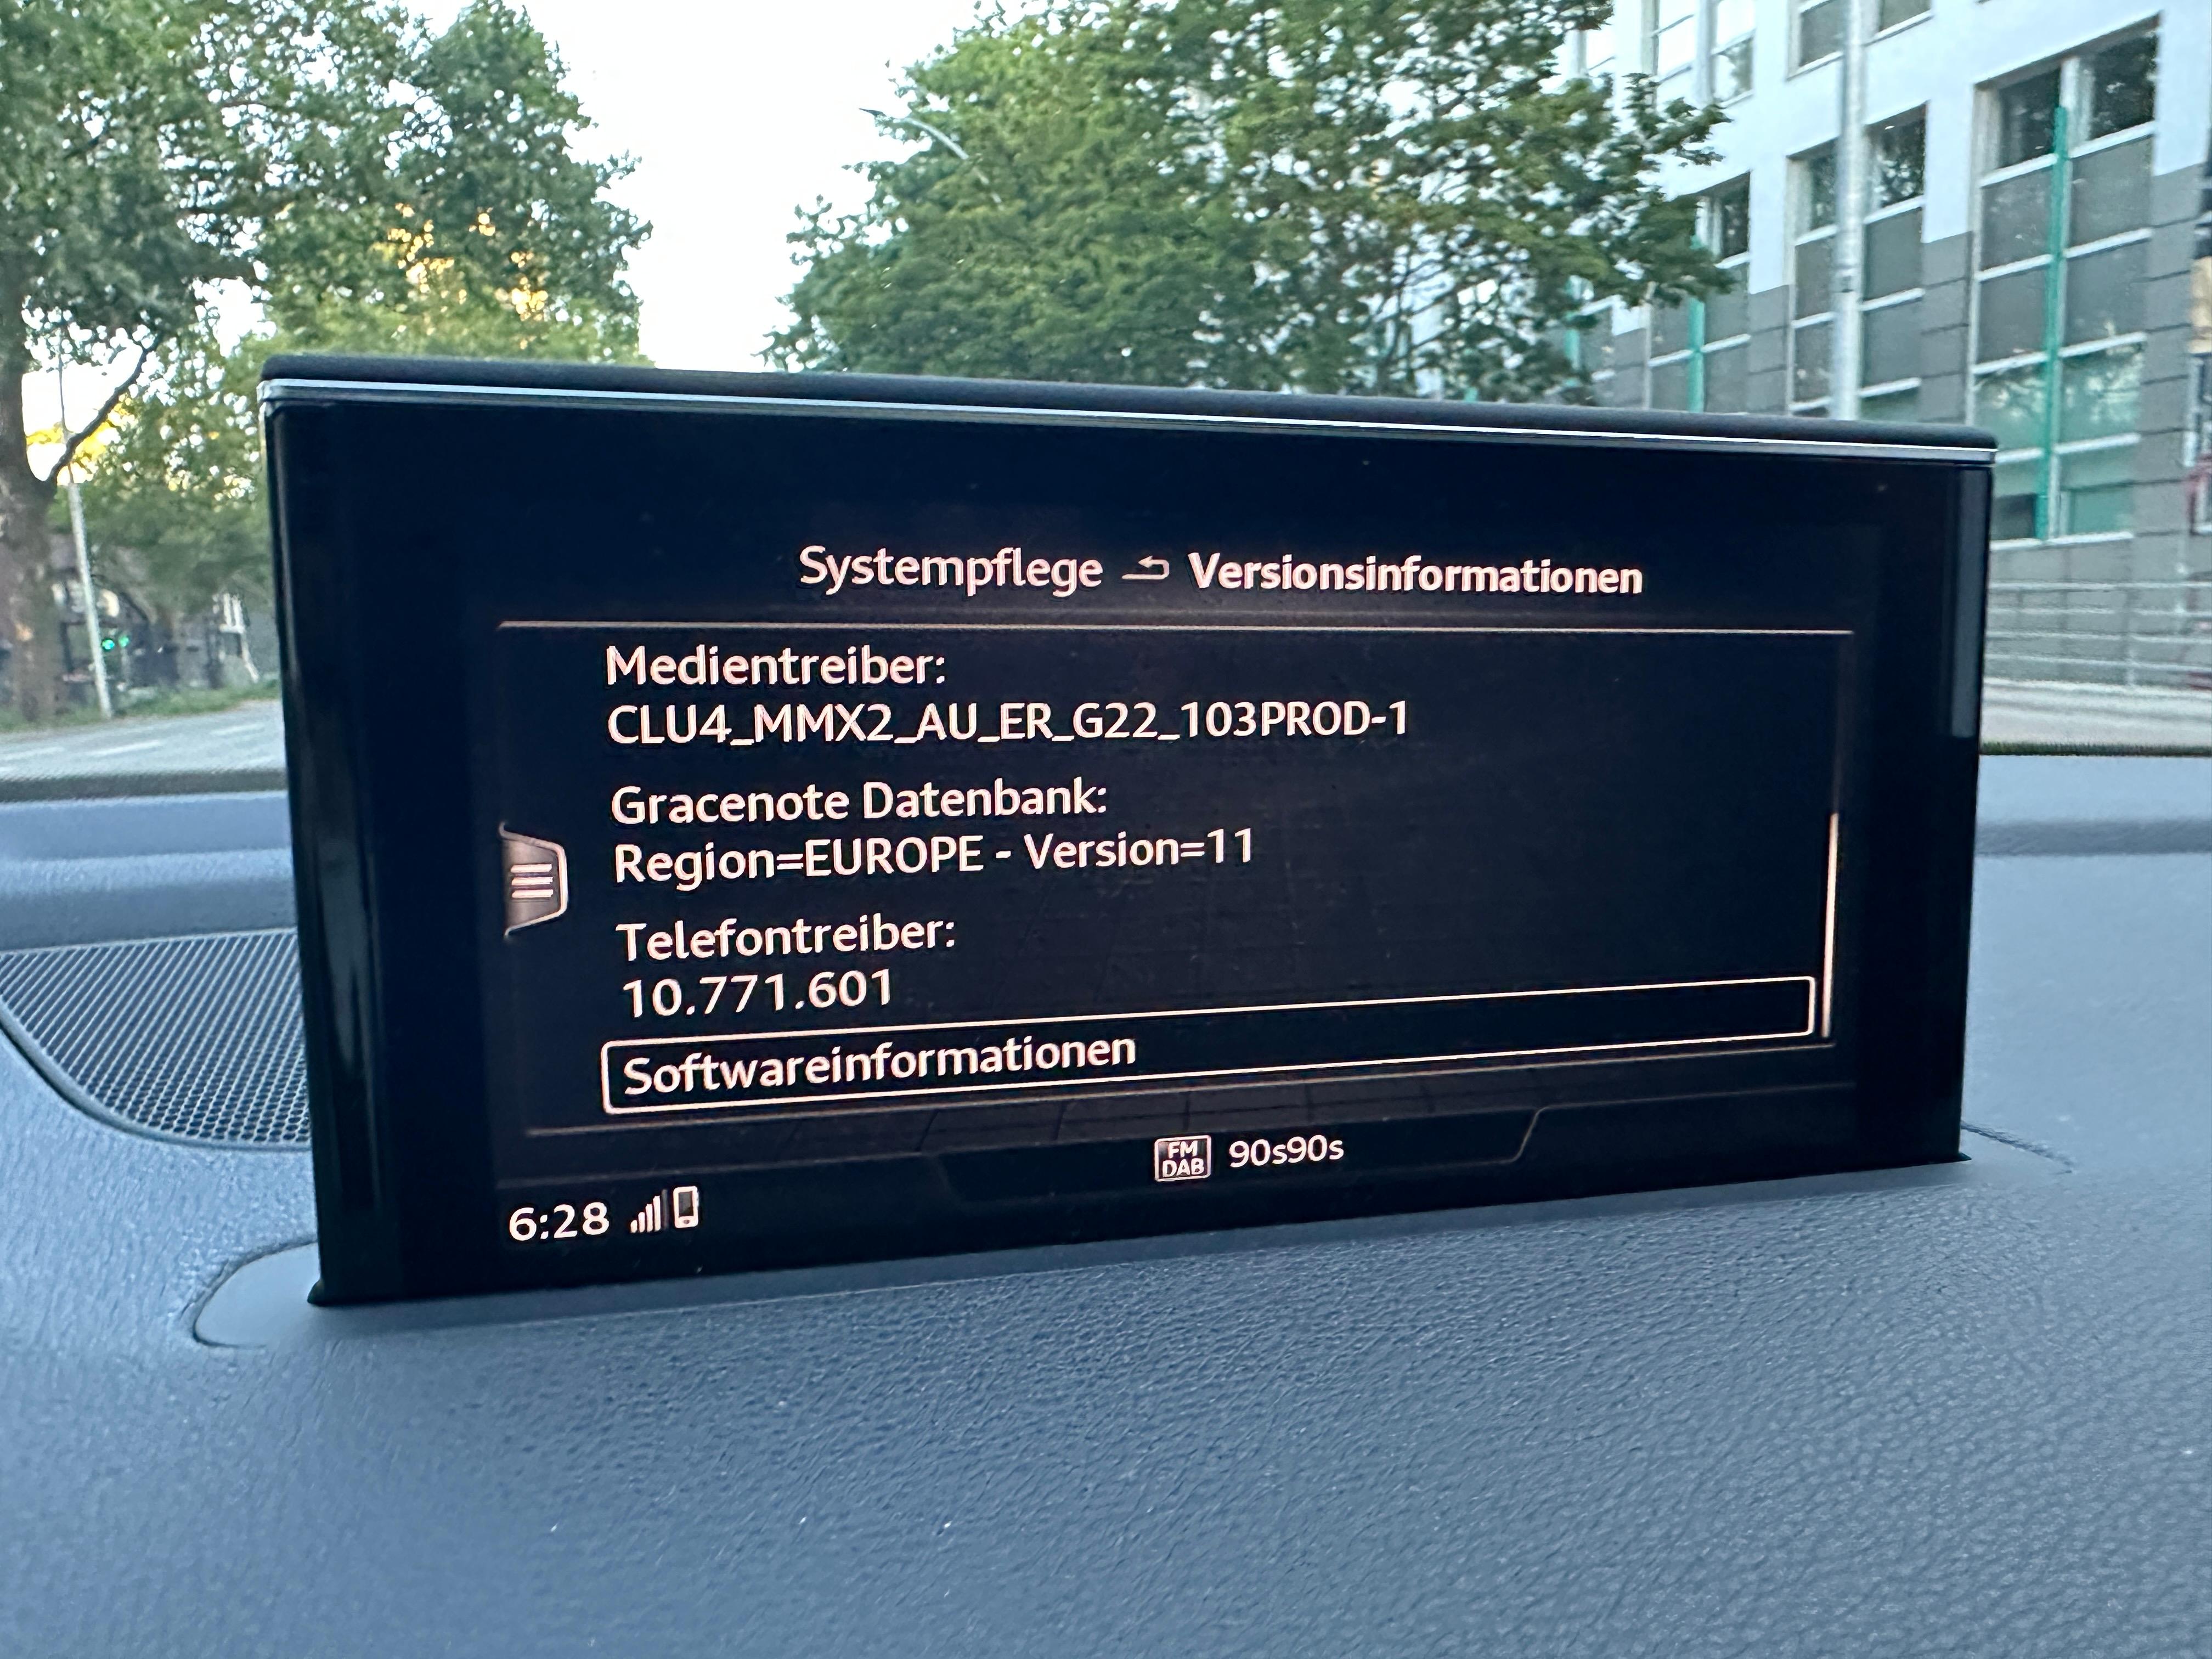 Systempflege Versionsinformationen
Medientreiber:
CLU4_MMX2_AU_ER_G22_103PROD-1
Gracenote Datenbank:
Region=EUROPE - Version=11
Telefontreiber:
10.771.601
Softwareinformationen
FM
DAB
90s90s
6:28